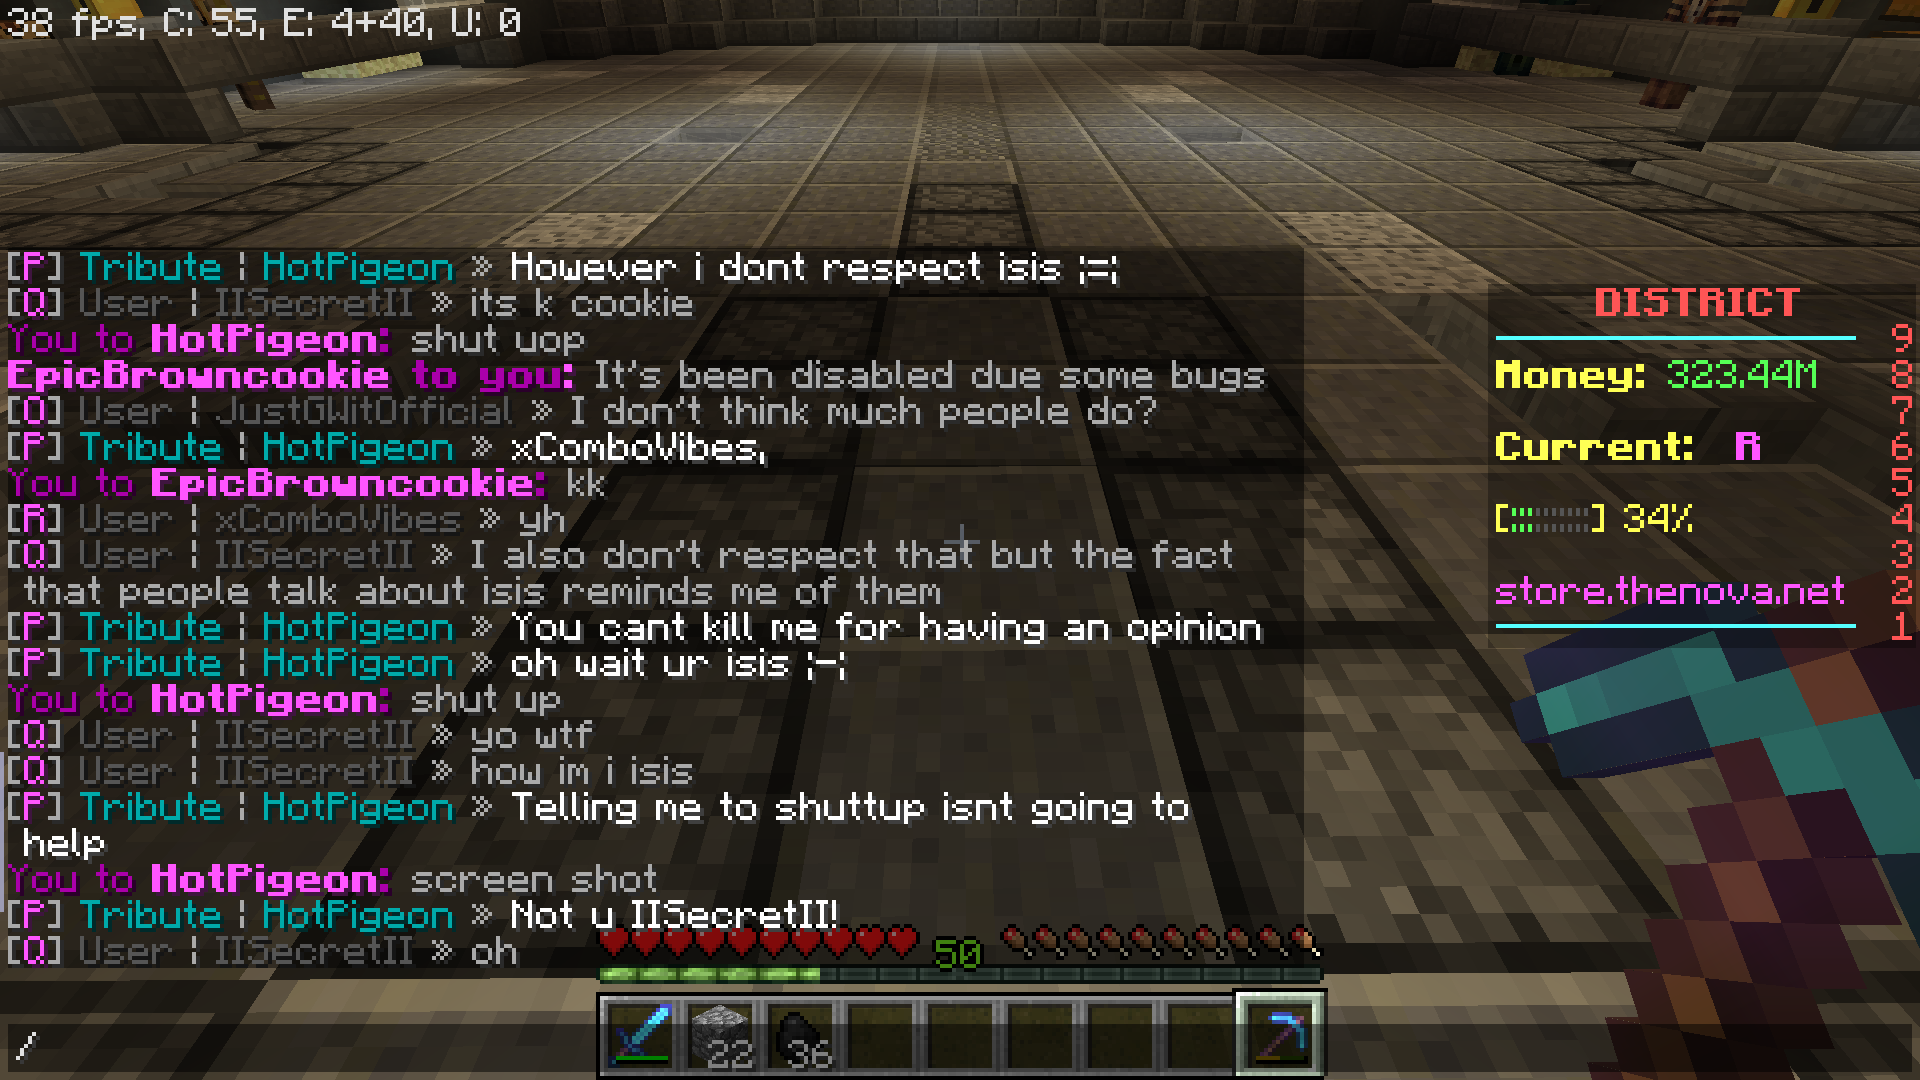 38 fps, C: 55, E: 4+40, U: 0
[P] Tribute ¦ HotPigeon » However i dont respect isis ¦=¦
[Q] User ¦ IISecretII » its k cookie
You to HotPigeon: shut uop
EpicBrowncookie to you: It's been disabled due some bugs
[Q] User ¦ JustGWitOfficial » I don't think much people do?
[P] Tribute ¦ HotPigeon » xComboVibes,
You to EpicBrowncookie: kk
[R] User ¦ xComboVibes » yh
[Q] User ¦ IISecretII » I also don't respect that but the fact
that people talk about isis reminds me of them
[P] Tribute ¦ HotPigeon » You cant kill me for having an opinion
[P] Tribute ¦ HotPigeon » oh wait ur isis ¦-¦
You to HotPigeon: shut up
[Q] User ¦ IISecretII » yo wtf
[Q] User ¦ IISecretII » how im i isis
[P] Tribute ¦ HotPigeon » Telling me to shuttup isnt going to
help
You to HotPigeon: screen shot
[P] Tribute ¦ HotPigeon » Not u IISecretII!
[Q] User ¦ IISecretII » oh
DISTRICT
9
Money: 323.44M 8
7
Current: R 6
5
[¦¦¦¦¦¦¦¦¦¦] 34% 4
3
store.thenova.net 2
1
50
22
36
/